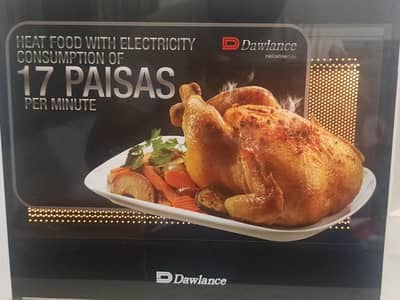 HEAT FOOD WITH ELECTRICITY
CONSUMPTION OF
17 PAISAS
PER MINUTE
Dawlance
Dawlance